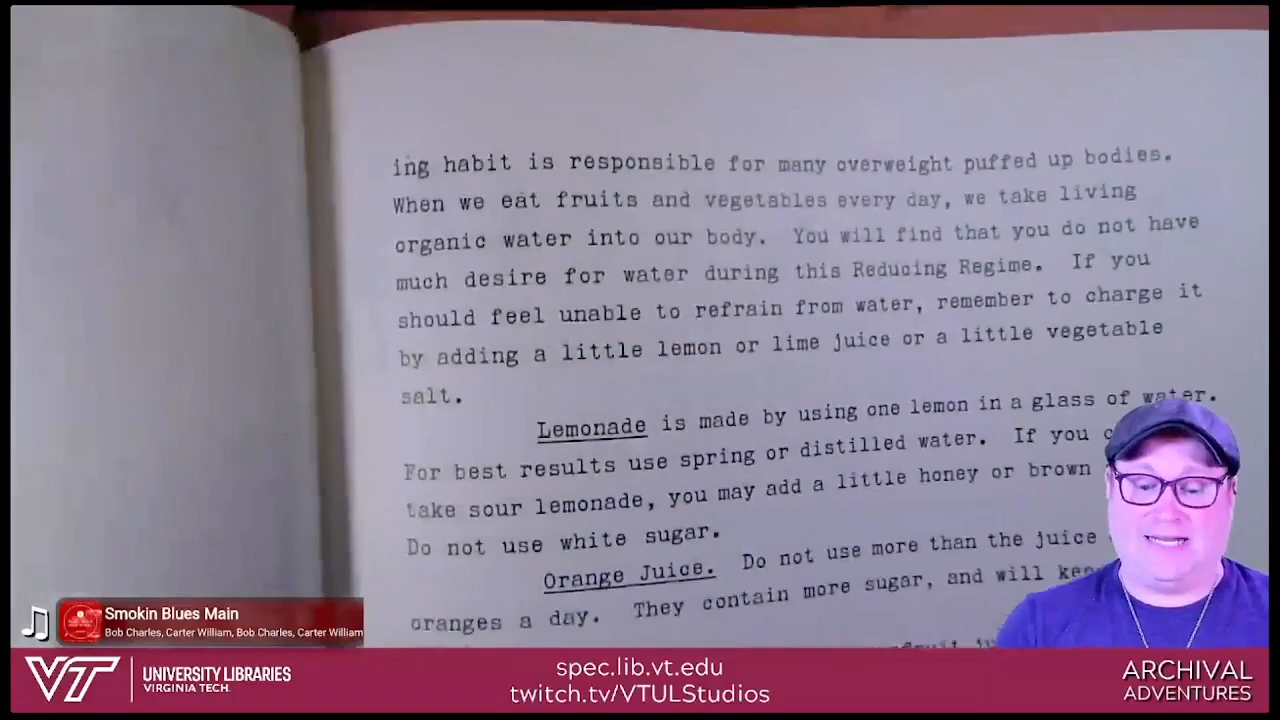 ing habit is responsible for many overweight puffed up bodies.
When we eat fruits and vegetables every day, we take living
organic water into our body. You will find that you do not have
much desire for water during this Reducing Regime. If you
should feel unable to refrain from water, remember to charge it
by adding a little lemon or lime juice or a little vegetable
salt.
Lemonade is made by using one lemon in a glass of water.
For best results use spring or distilled water. If you
take sour lemonade, you may add a little honey or brown
Do not use white sugar.
Orange Juice. Do not use more than the juice
oranges a day. They contain more sugar, and will
Smokin Blues Main
Bob Charles, Carter William, Bob Charles, Carter William
VT UNIVERSITY LIBRARIES
VIRGINIA TECH.
spec.lib.vt.edu
twitch.tv/VTULStudios
ARCHIVAL
ADVENTURES